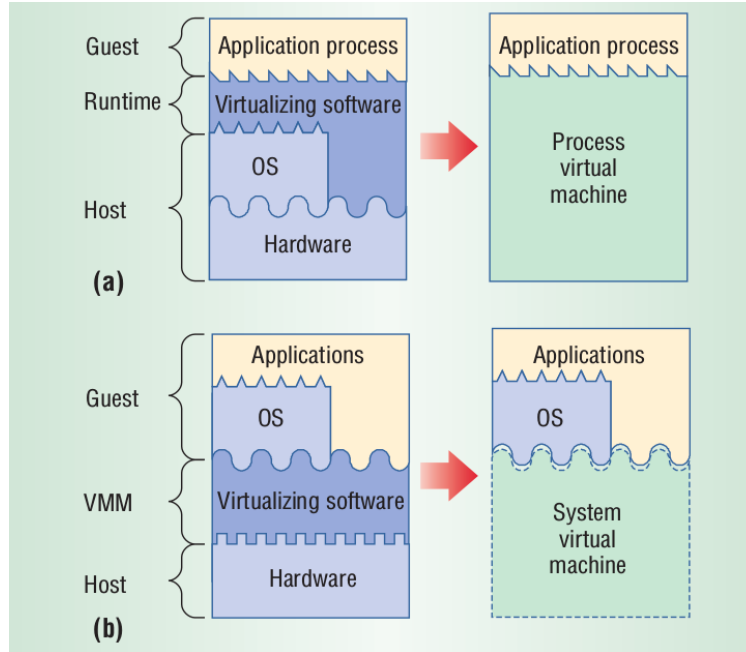 Guest
Application process
Application process
Runtime
Virtualizing software
Process
virtual
machine
OS
Host
Hardware
(a)
Applications
Applications
Guest
OS
OS
VMM
Virtualizing software
System
virtual
machine
Host
Hardware
(b)